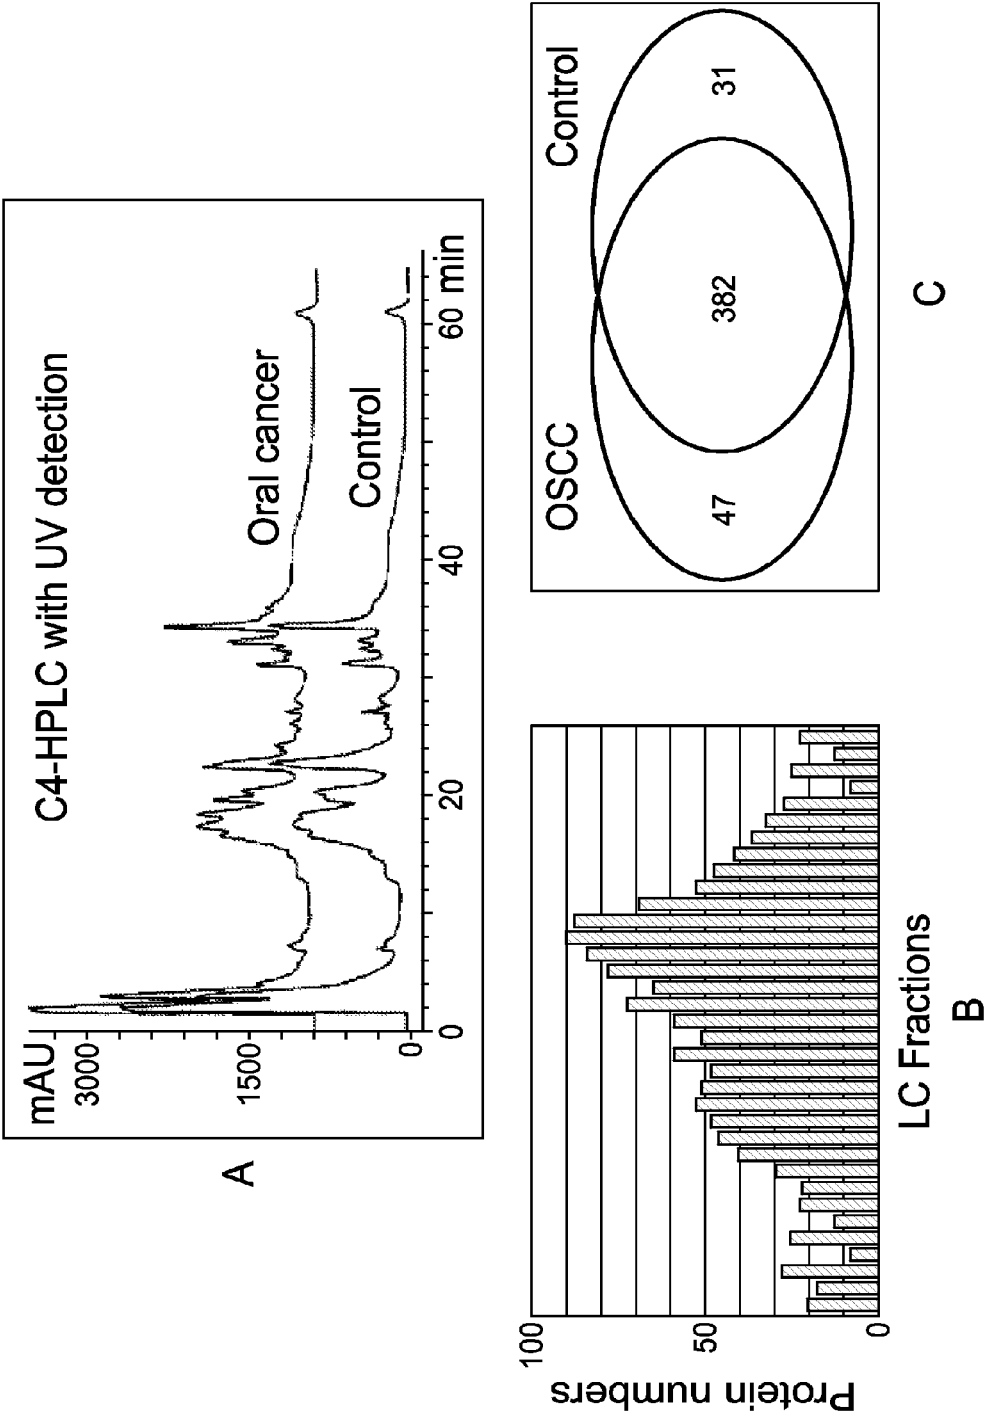 C4-HPLC with UV detection
mAU
3000
1500
0
Oral cancer
Control
0 20 40 60 min
A
Protein numbers
100
50
0
LC Fractions
B
OSCC Control
47 382 31
C